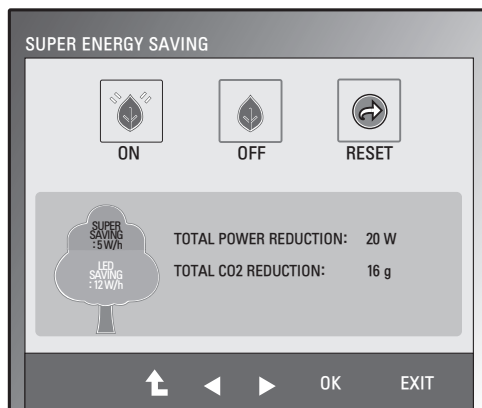 SUPER ENERGY SAVING
ON OFF RESET
SUPER
SAVING
: 5 W/h
LED
SAVING
: 12 W/h
TOTAL POWER REDUCTION: 20 W
TOTAL CO2 REDUCTION: 16 g
OK EXIT